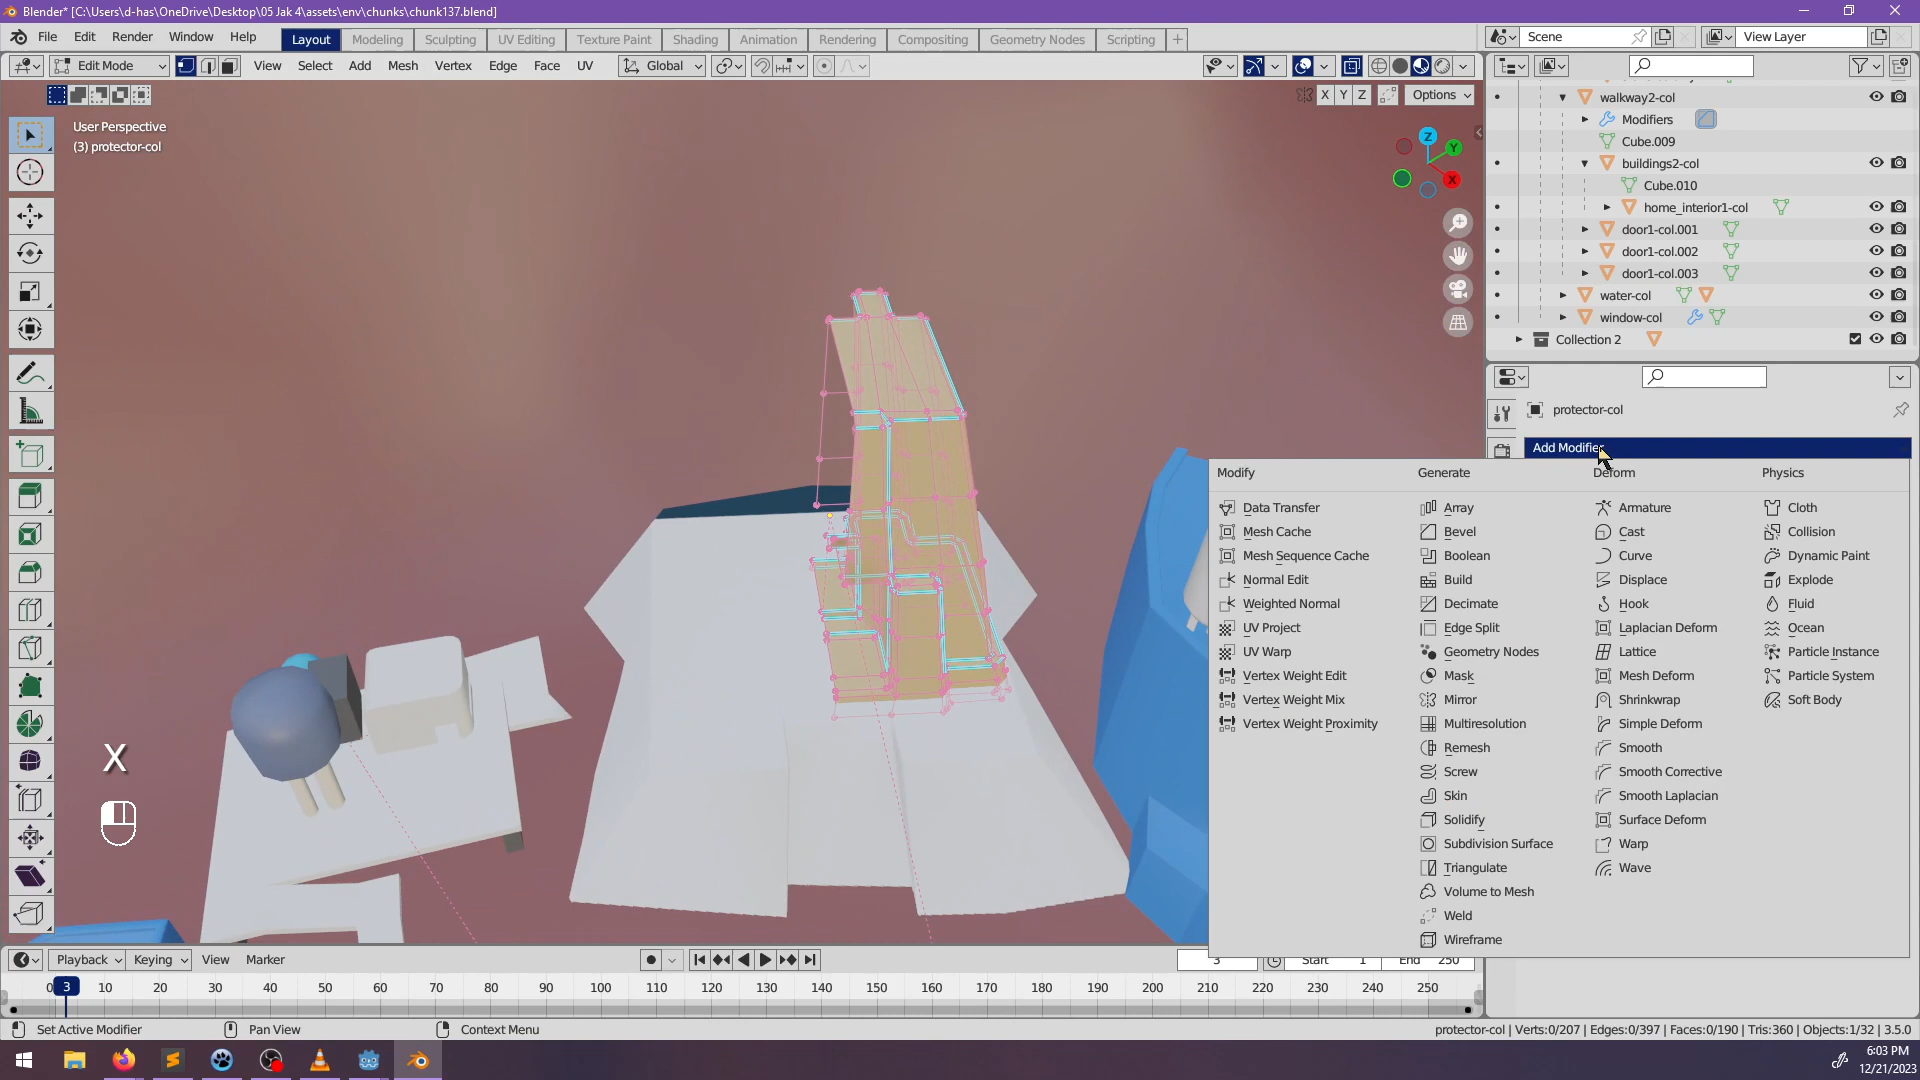 Blender* [C:\Users\d-has\OneDrive\Desktop\05 Jak 4\assets\env\chunks\chunk137.blend]
File Edit Render Window Help Layout Modeling Sculpting UV Editing Texture Paint Shading Animation Rendering Compositing Geometry Nodes Scripting + Scene View Layer
Edit Mode View Select Add Mesh Vertex Edge Face UV Global
X Y Z Options
User Perspective
(3) protector-col
Z
Y
X
walkway2-col
Modifiers
Cube.009
buildings2-col
Cube.010
home_interior1-col
door1-col.001
door1-col.002
door1-col.003
water-col
window-col
Collection 2
protector-col
Add Modifier
Modify Generate Deform Physics
Data Transfer Array Armature Cloth
Mesh Cache Bevel Cast Collision
Mesh Sequence Cache Boolean Curve Dynamic Paint
Normal Edit Build Displace Explode
Weighted Normal Decimate Hook Fluid
UV Project Edge Split Laplacian Deform Ocean
UV Warp Geometry Nodes Lattice Particle Instance
Vertex Weight Edit Mask Mesh Deform Particle System
Vertex Weight Mix Mirror Shrinkwrap Soft Body
Vertex Weight Proximity Multiresolution Simple Deform
Remesh Smooth
Screw Smooth Corrective
Skin Smooth Laplacian
Solidify Surface Deform
Subdivision Surface Warp
Triangulate Wave
Volume to Mesh
Weld
Wireframe
X
Playback Keying View Marker 3 Start 1 End 250
0 3 10 20 30 40 50 60 70 80 90 100 110 120 130 140 150 160 170 180 190 200 210 220 230 240 250
Set Active Modifier Pan View Context Menu protector-col | Verts:0/207 | Edges:0/397 | Faces:0/190 | Tris:360 | Objects:1/32 | 3.5.0
6:03 PM
12/21/2023